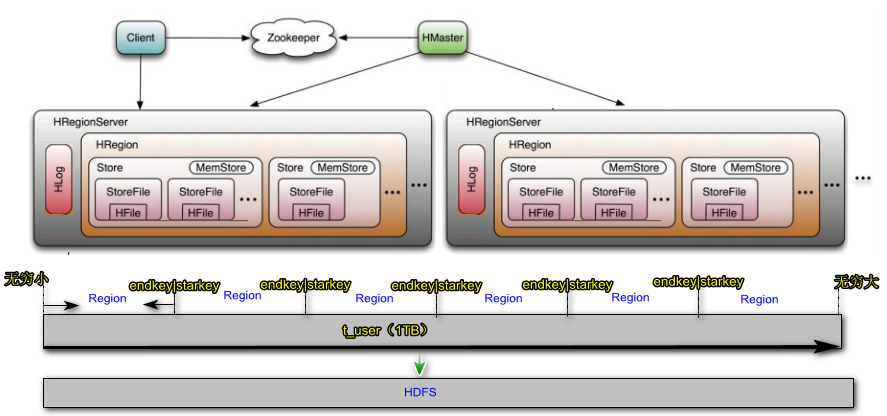 Client
Zookeeper
HMaster
HRegionServer
HRegionServer
HRegion
HRegion
HLog
Store
MemStore
Store
MemStore
HLog
Store
MemStore
Store
MemStore
StoreFile
StoreFile
...
StoreFile
...
...
StoreFile
StoreFile
...
StoreFile
...
...
...
HFile
HFile
HFile
HFile
HFile
HFile
无穷小
endkey|starkey
endkey|starkey
endkey|starkey
endkey|starkey
endkey|starkey
无穷大
Region
Region
Region
Region
Region
Region
t_user（1TB）
HDFS